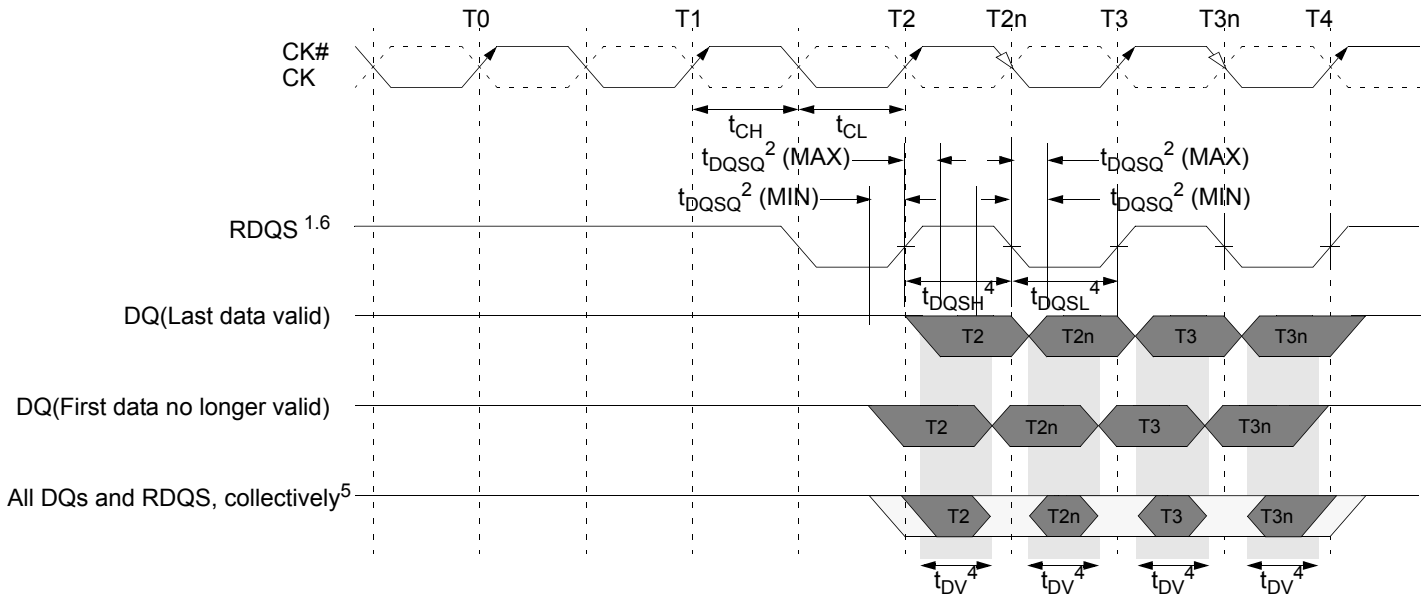 T0 T1 T2 T2n T3 T3n T4
CK#
CK
tCH tCL
tDQSQ2 (MAX) tDQSQ2 (MAX)
tDQSQ2 (MIN) tDQSQ2 (MIN)
RDQS 1.6
tDQSH4 tDQSL4
DQ(Last data valid)
T2 T2n T3 T3n
DQ(First data no longer valid)
T2 T2n T3 T3n
All DQs and RDQS, collectively5
T2 T2n T3 T3n
tDV4 tDV4 tDV4 tDV4